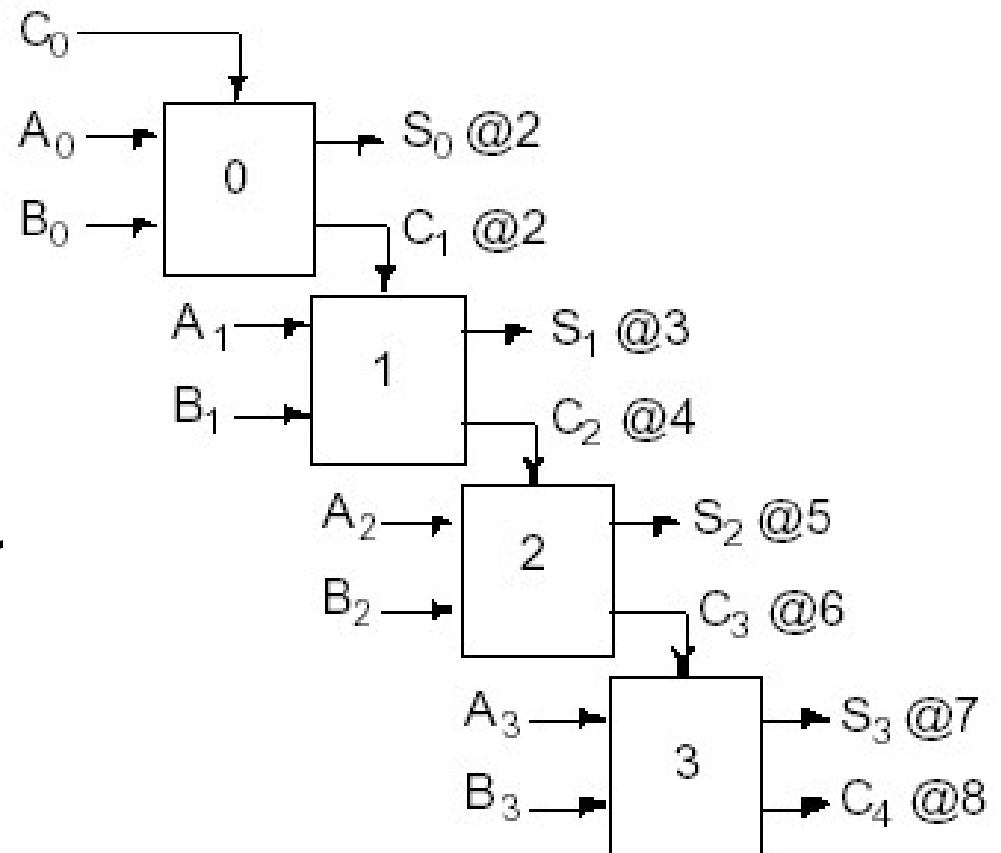 C₀
A₀
S₀ @2
0
B₀
C₁ @2
A₁
S₁ @3
1
B₁
C₂ @4
A₂
S₂ @5
2
B₂
C₃ @6
A₃
S₃ @7
3
B₃
C₄ @8